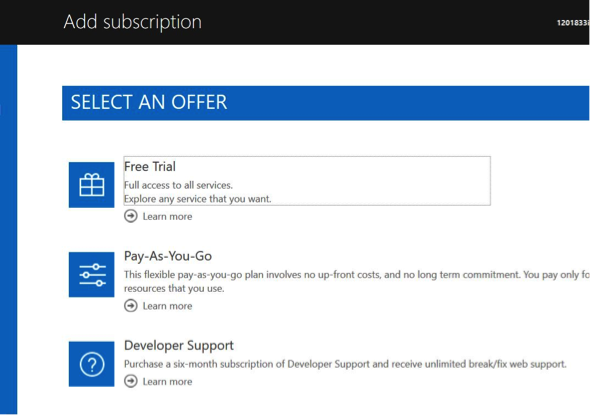 Add subscription
1201833
SELECT AN OFFER
Free Trial
Full access to all services.
Explore any service that you want.
Learn more
Pay-As-You-Go
This flexible pay-as-you-go plan involves no up-front costs, and no long term commitment. You pay only fo
resources that you use.
Learn more
Developer Support
Purchase a six-month subscription of Developer Support and receive unlimited break/fix web support.
Learn more